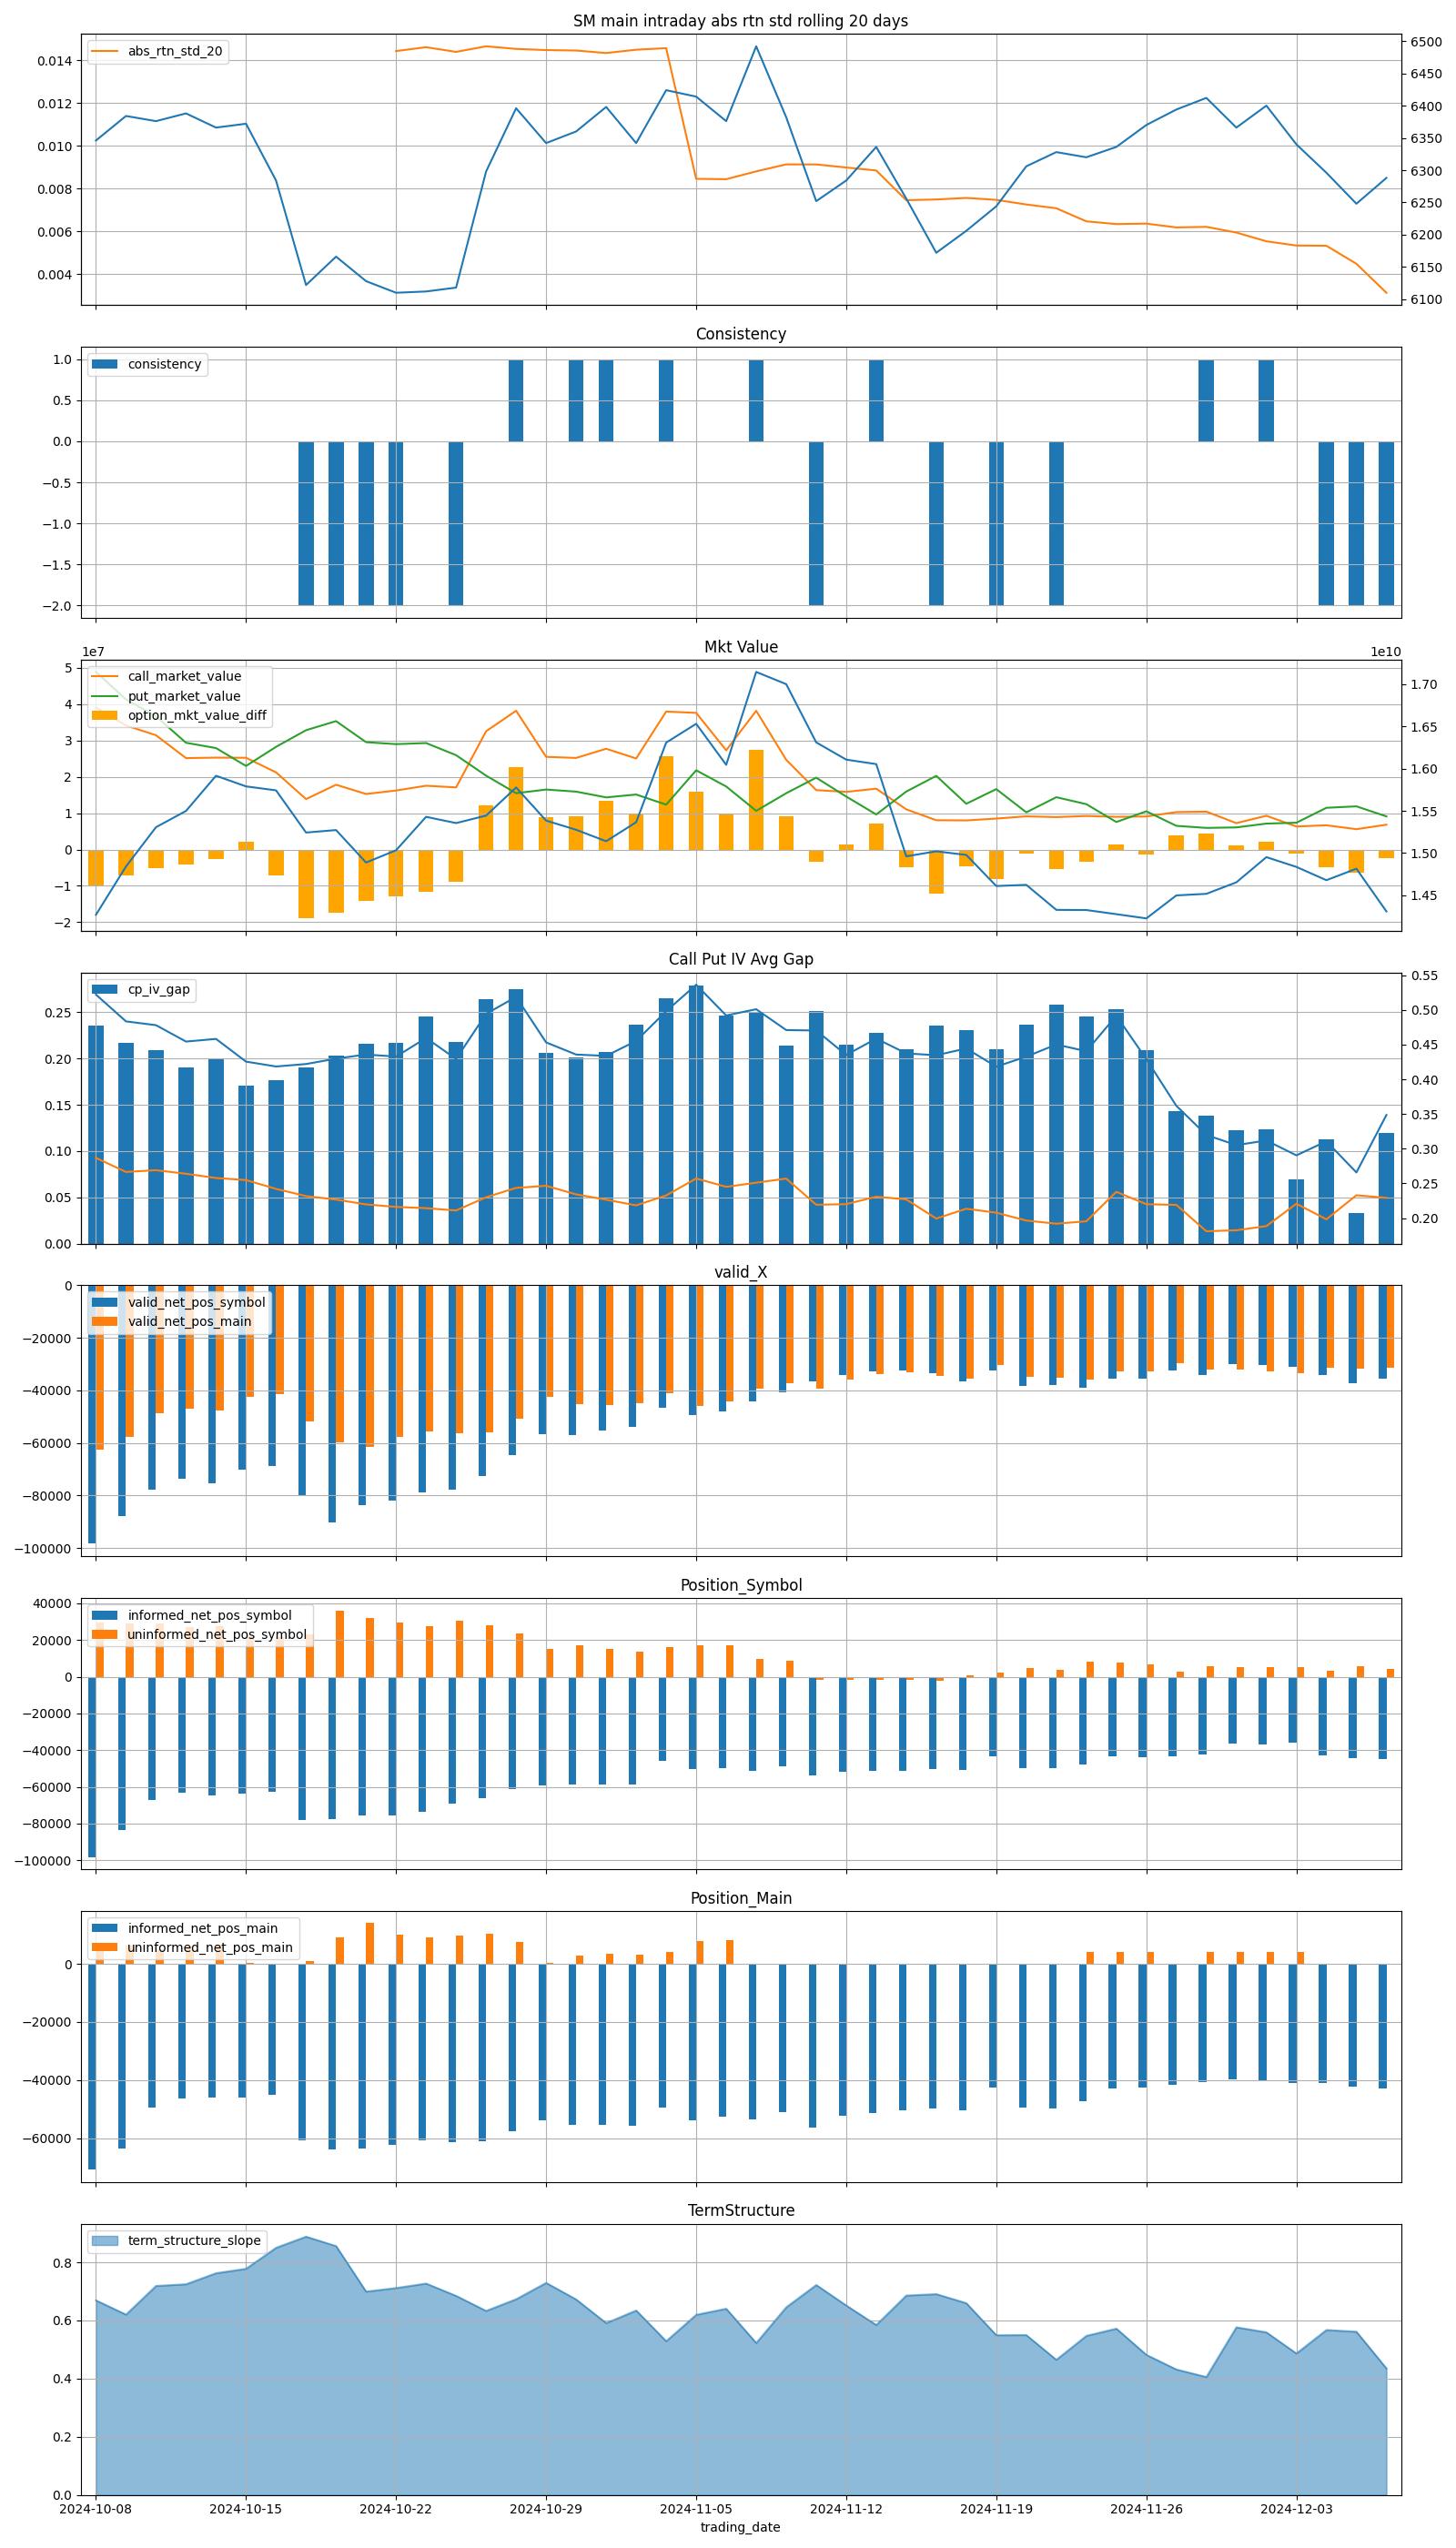 SM main intraday abs rtn std rolling 20 days
abs_rtn_std_20
0.014
0.012
0.010
0.008
0.006
0.004
6500
6450
6400
6350
6300
6250
6200
6150
6100
Consistency
consistency
1.0
0.5
0.0
−0.5
−1.0
−1.5
−2.0
Mkt Value
1e7
1e10
call_market_value
put_market_value
option_mkt_value_diff
5
4
3
2
1
0
−1
−2
1.70
1.65
1.60
1.55
1.50
1.45
Call Put IV Avg Gap
cp_iv_gap
0.25
0.20
0.15
0.10
0.05
0.00
0.55
0.50
0.45
0.40
0.35
0.30
0.25
0.20
valid_X
valid_net_pos_symbol
valid_net_pos_main
0
−20000
−40000
−60000
−80000
−100000
Position_Symbol
informed_net_pos_symbol
uninformed_net_pos_symbol
40000
20000
0
−20000
−40000
−60000
−80000
−100000
Position_Main
informed_net_pos_main
uninformed_net_pos_main
0
−20000
−40000
−60000
TermStructure
term_structure_slope
0.8
0.6
0.4
0.2
0.0
2024-10-08 2024-10-15 2024-10-22 2024-10-29 2024-11-05 2024-11-12 2024-11-19 2024-11-26 2024-12-03
trading_date